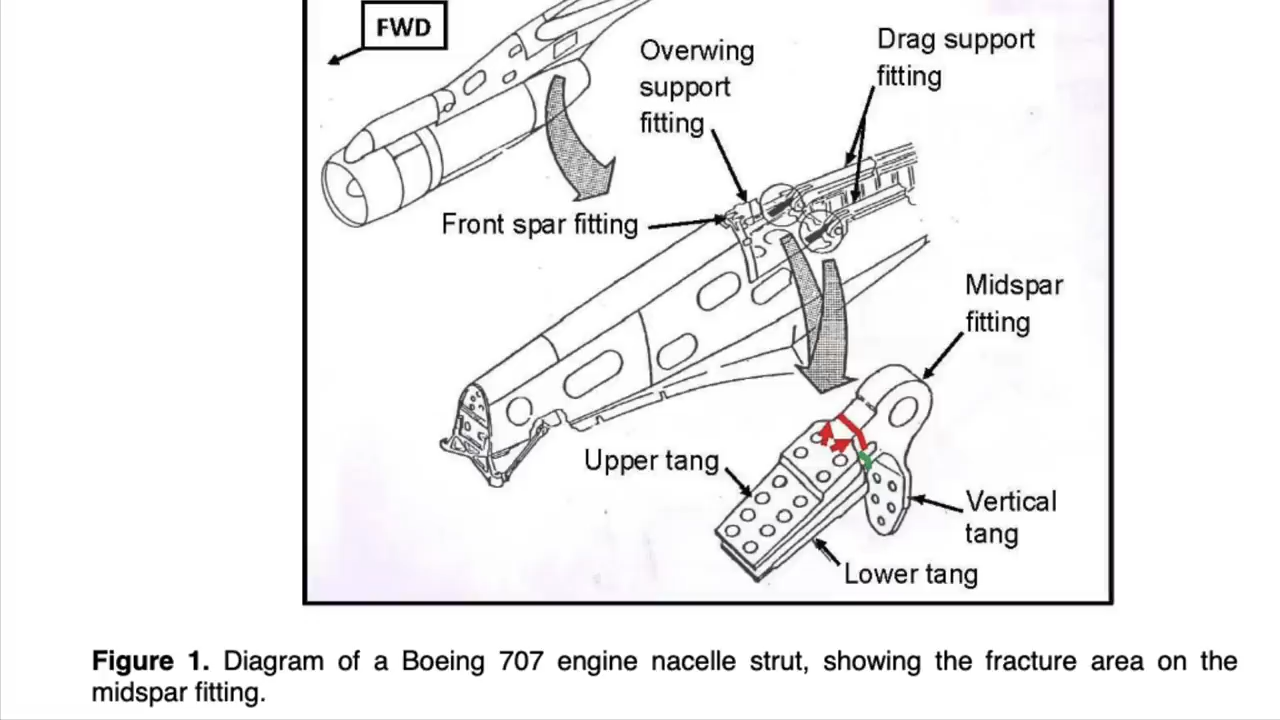 FWD
Overwing
support
fitting
Drag support
fitting
Front spar fitting
Midspar
fitting
Upper tang
Vertical
tang
Lower tang
Figure 1. Diagram of a Boeing 707 engine nacelle strut, showing the fracture area on the
midspar fitting.